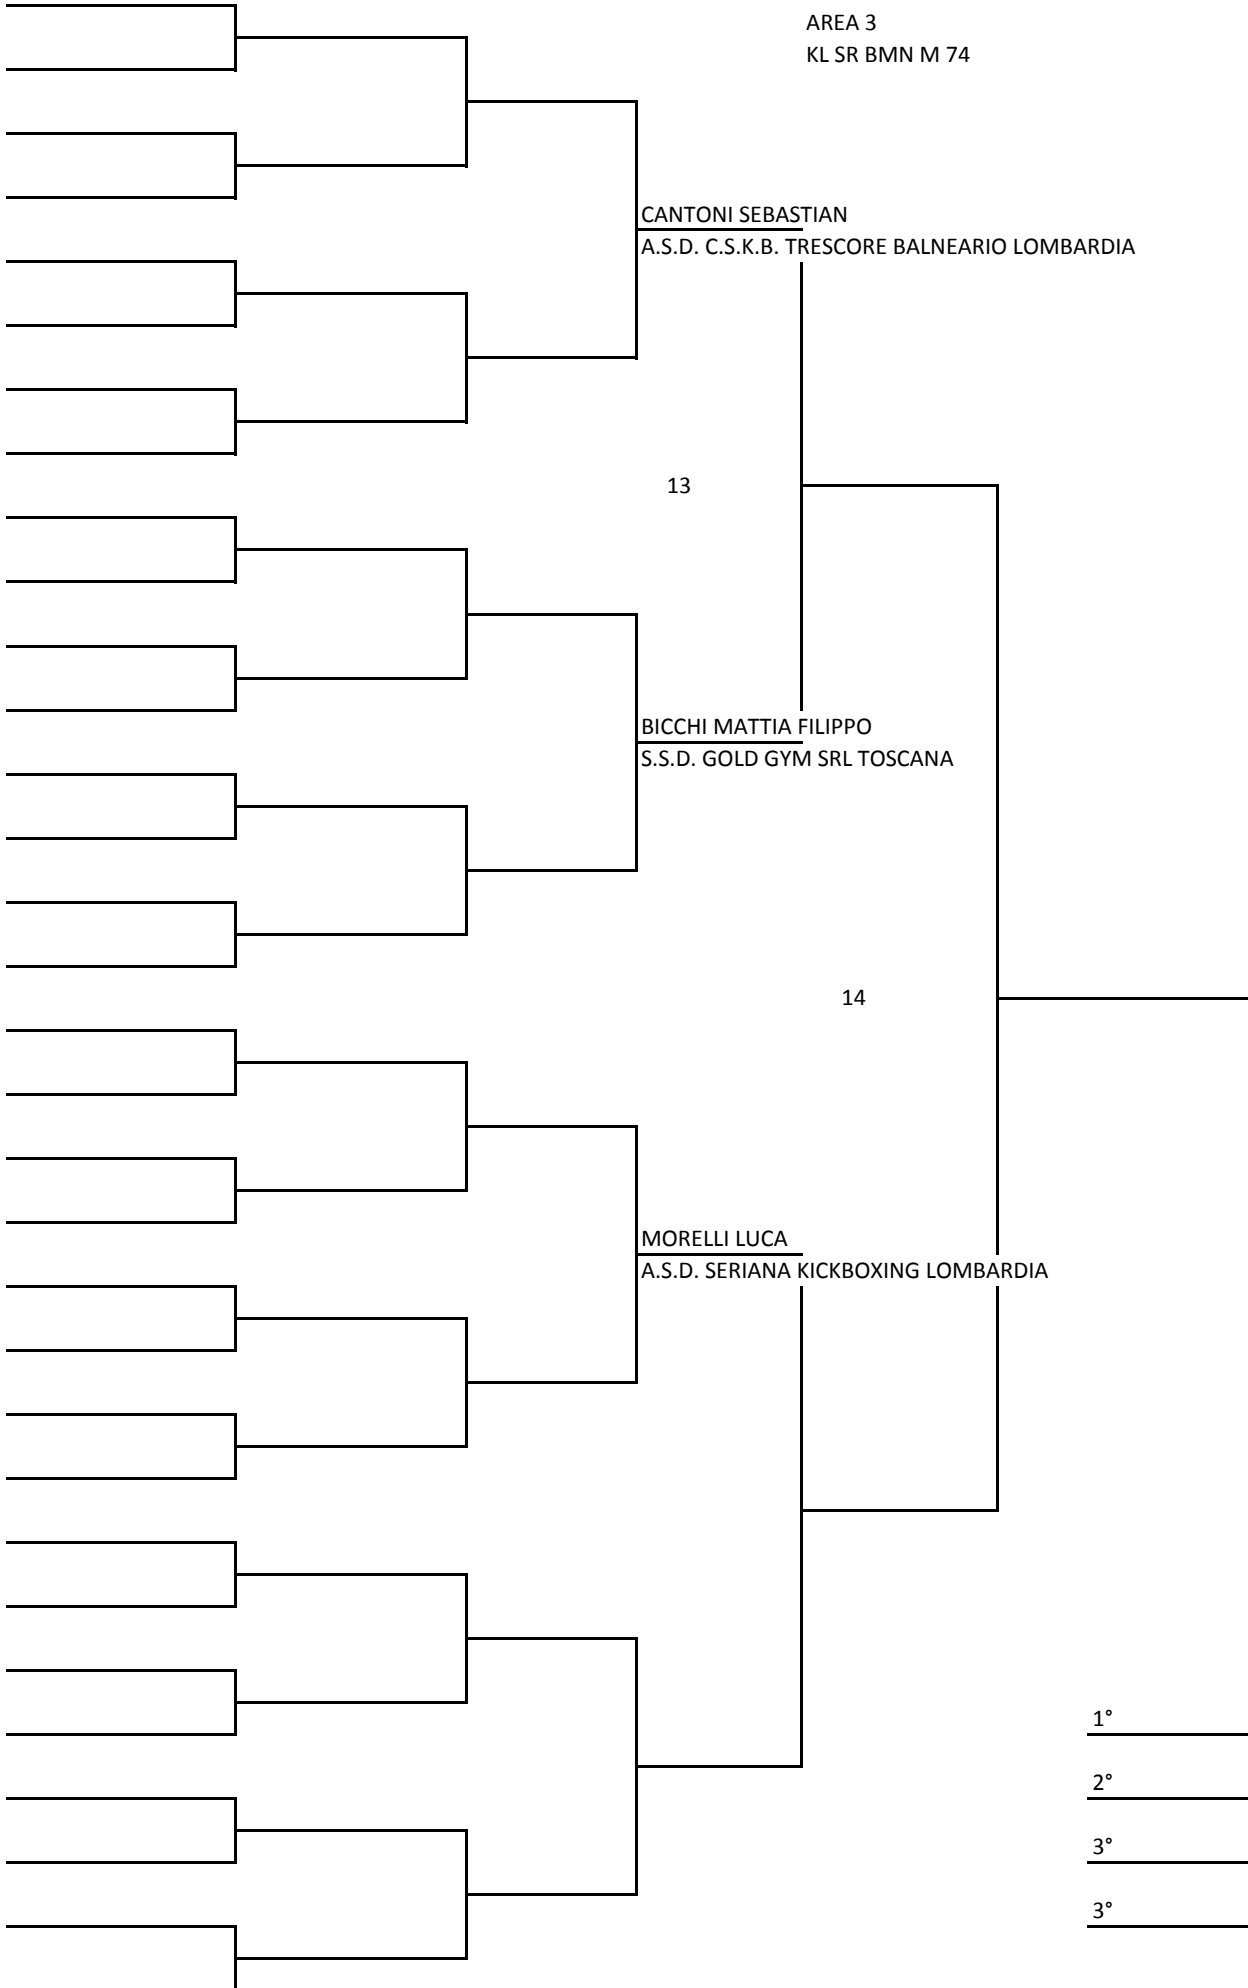 AREA 3
KL SR BMN M 74
CANTONI SEBASTIAN
A.S.D. C.S.K.B. TRESCORE BALNEARIO LOMBARDIA
13
BICCHI MATTIA FILIPPO
S.S.D. GOLD GYM SRL TOSCANA
14
MORELLI LUCA
A.S.D. SERIANA KICKBOXING LOMBARDIA
1°
2°
3°
3°